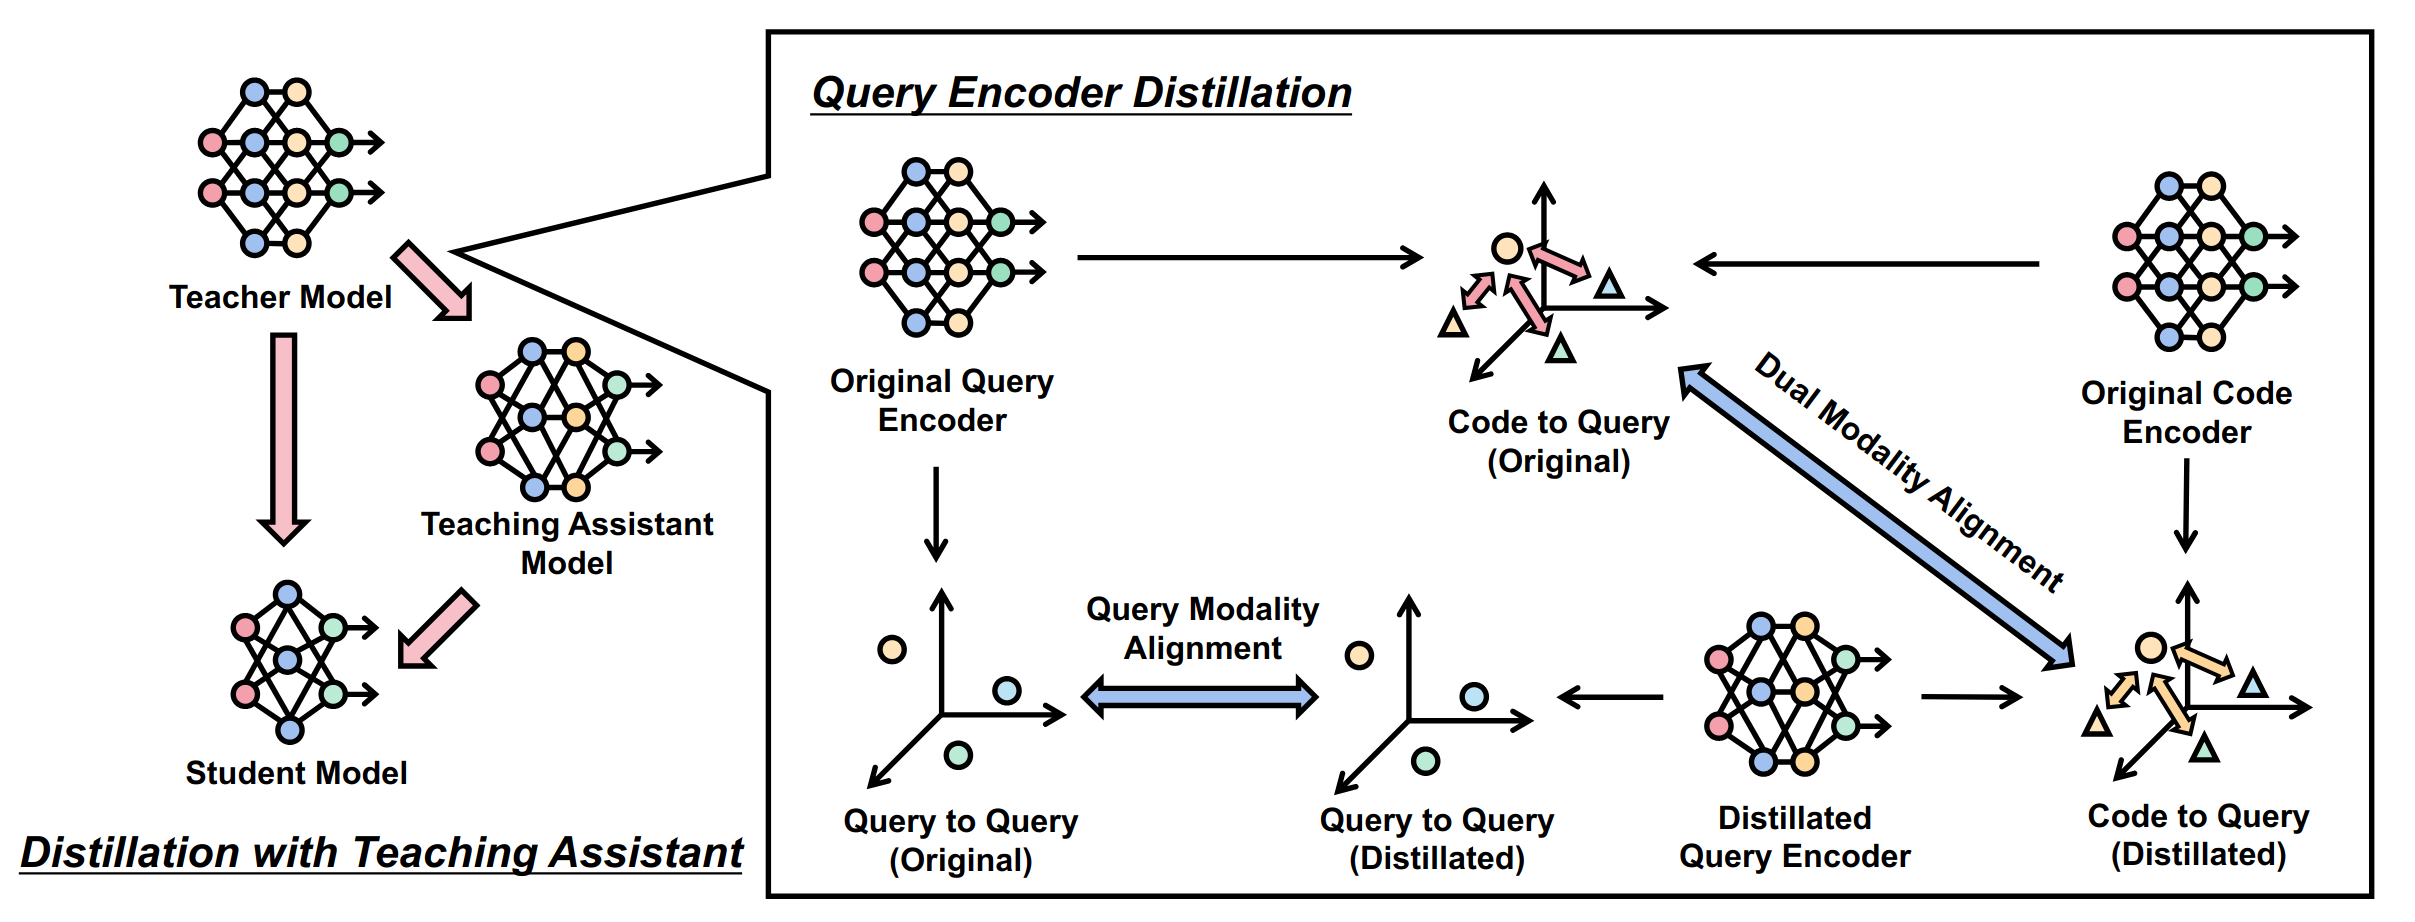 Teacher Model
Teaching Assistant
Model
Student Model
Distillation with Teaching Assistant
Query Encoder Distillation
Original Query
Encoder
Code to Query
(Original)
Original Code
Encoder
Dual Modality Alignment
Query Modality
Alignment
Query to Query
(Original)
Query to Query
(Distillated)
Distillated
Query Encoder
Code to Query
(Distillated)